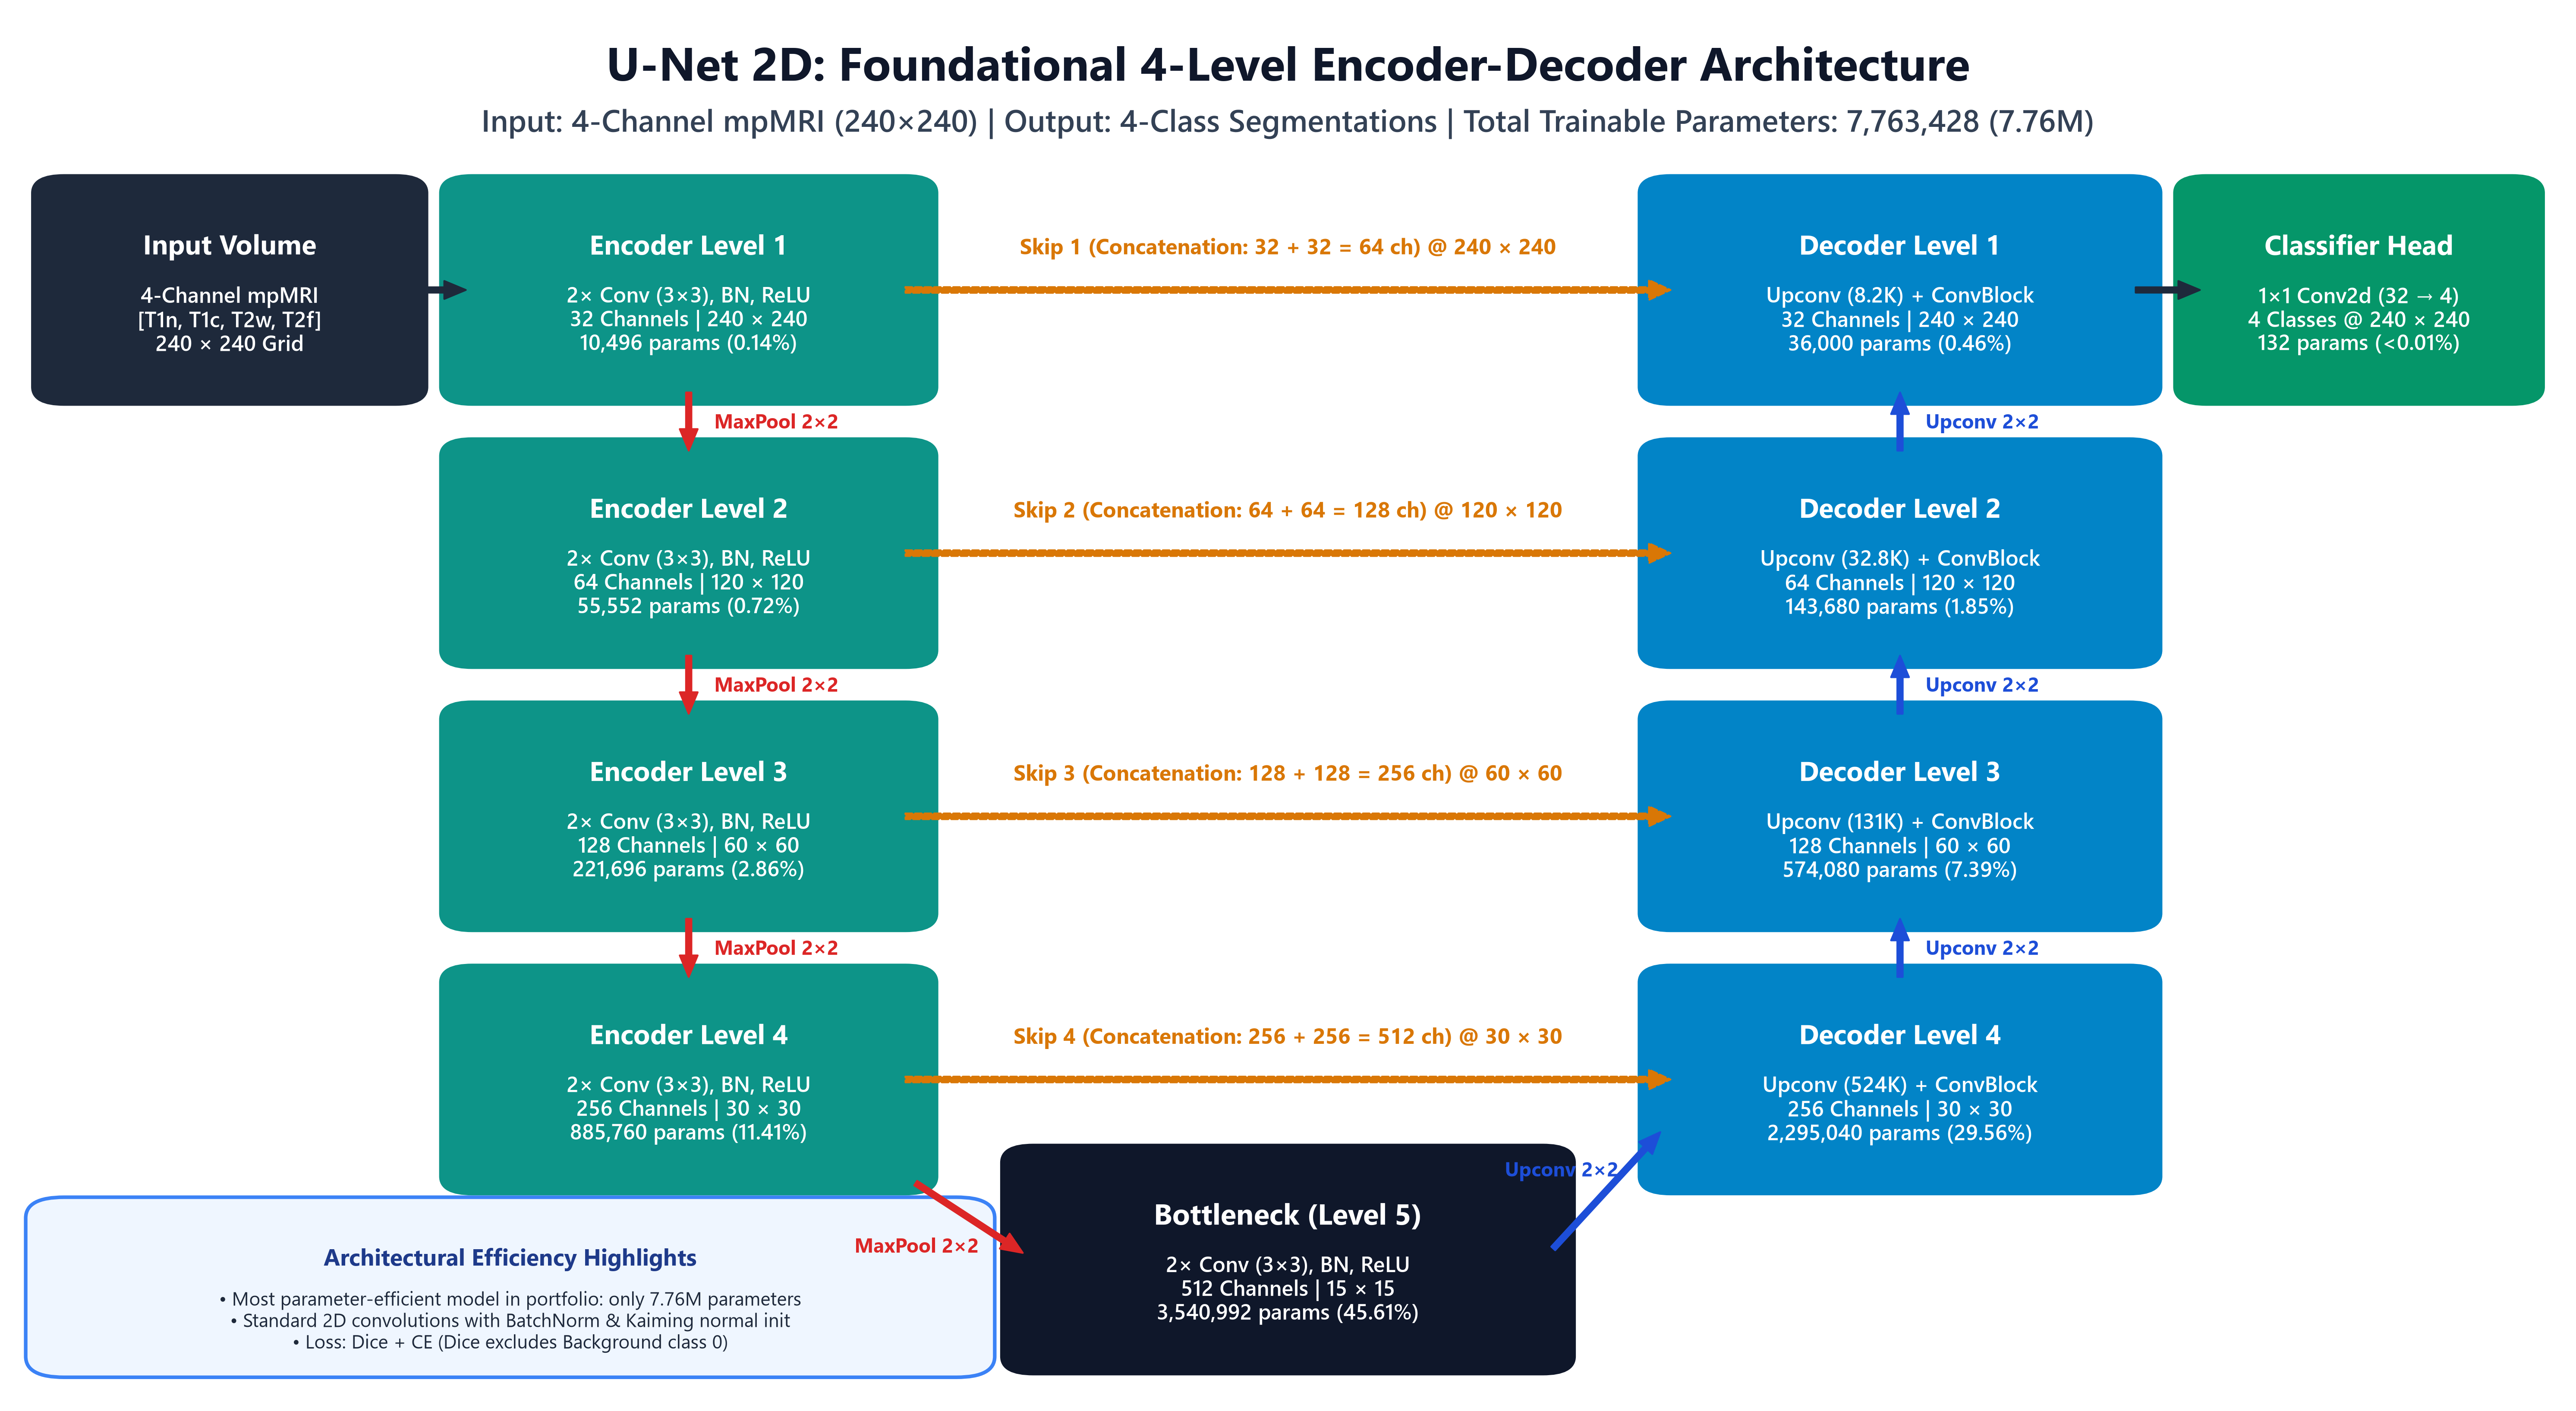 U-Net 2D: Foundational 4-Level Encoder-Decoder Architecture
Input: 4-Channel mpMRI (240×240) | Output: 4-Class Segmentations | Total Trainable Parameters: 7,763,428 (7.76M)
Input Volume
4-Channel mpMRI
[T1n, T1c, T2w, T2f]
240 × 240 Grid
Encoder Level 1
2× Conv (3×3), BN, ReLU
32 Channels | 240 × 240
10,496 params (0.14%)
Skip 1 (Concatenation: 32 + 32 = 64 ch) @ 240 × 240
Decoder Level 1
Upconv (8.2K) + ConvBlock
32 Channels | 240 × 240
36,000 params (0.46%)
Classifier Head
1×1 Conv2d (32 → 4)
4 Classes @ 240 × 240
132 params (<0.01%)
MaxPool 2×2
Upconv 2×2
Encoder Level 2
2× Conv (3×3), BN, ReLU
64 Channels | 120 × 120
55,552 params (0.72%)
Skip 2 (Concatenation: 64 + 64 = 128 ch) @ 120 × 120
Decoder Level 2
Upconv (32.8K) + ConvBlock
64 Channels | 120 × 120
143,680 params (1.85%)
MaxPool 2×2
Upconv 2×2
Encoder Level 3
2× Conv (3×3), BN, ReLU
128 Channels | 60 × 60
221,696 params (2.86%)
Skip 3 (Concatenation: 128 + 128 = 256 ch) @ 60 × 60
Decoder Level 3
Upconv (131K) + ConvBlock
128 Channels | 60 × 60
574,080 params (7.39%)
MaxPool 2×2
Upconv 2×2
Encoder Level 4
2× Conv (3×3), BN, ReLU
256 Channels | 30 × 30
885,760 params (11.41%)
Skip 4 (Concatenation: 256 + 256 = 512 ch) @ 30 × 30
Decoder Level 4
Upconv (524K) + ConvBlock
256 Channels | 30 × 30
2,295,040 params (29.56%)
MaxPool 2×2
Upconv 2×2
Bottleneck (Level 5)
2× Conv (3×3), BN, ReLU
512 Channels | 15 × 15
3,540,992 params (45.61%)
Architectural Efficiency Highlights
• Most parameter-efficient model in portfolio: only 7.76M parameters
• Standard 2D convolutions with BatchNorm & Kaiming normal init
• Loss: Dice + CE (Dice excludes Background class 0)